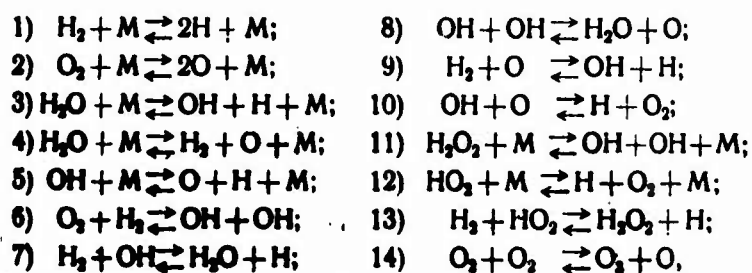 1) H₂ + M ⇄ 2H + M;
2) O₂ + M ⇄ 2O + M;
3) H₂O + M ⇄ OH + H + M;
4) H₂O + M ⇄ H₂ + O + M;
5) OH + M ⇄ O + H + M;
6) O₂ + H₂ ⇄ OH + OH;
7) H₂ + OH ⇄ H₂O + H;
8) OH + OH ⇄ H₂O + O;
9) H₂ + O ⇄ OH + H;
10) OH + O ⇄ H + O₂;
11) H₂O₂ + M ⇄ OH + OH + M;
12) HO₂ + M ⇄ H + O₂ + M;
13) H₂ + HO₂ ⇄ H₂O₂ + H;
14) O₂ + O₂ ⇄ O₂ + O,